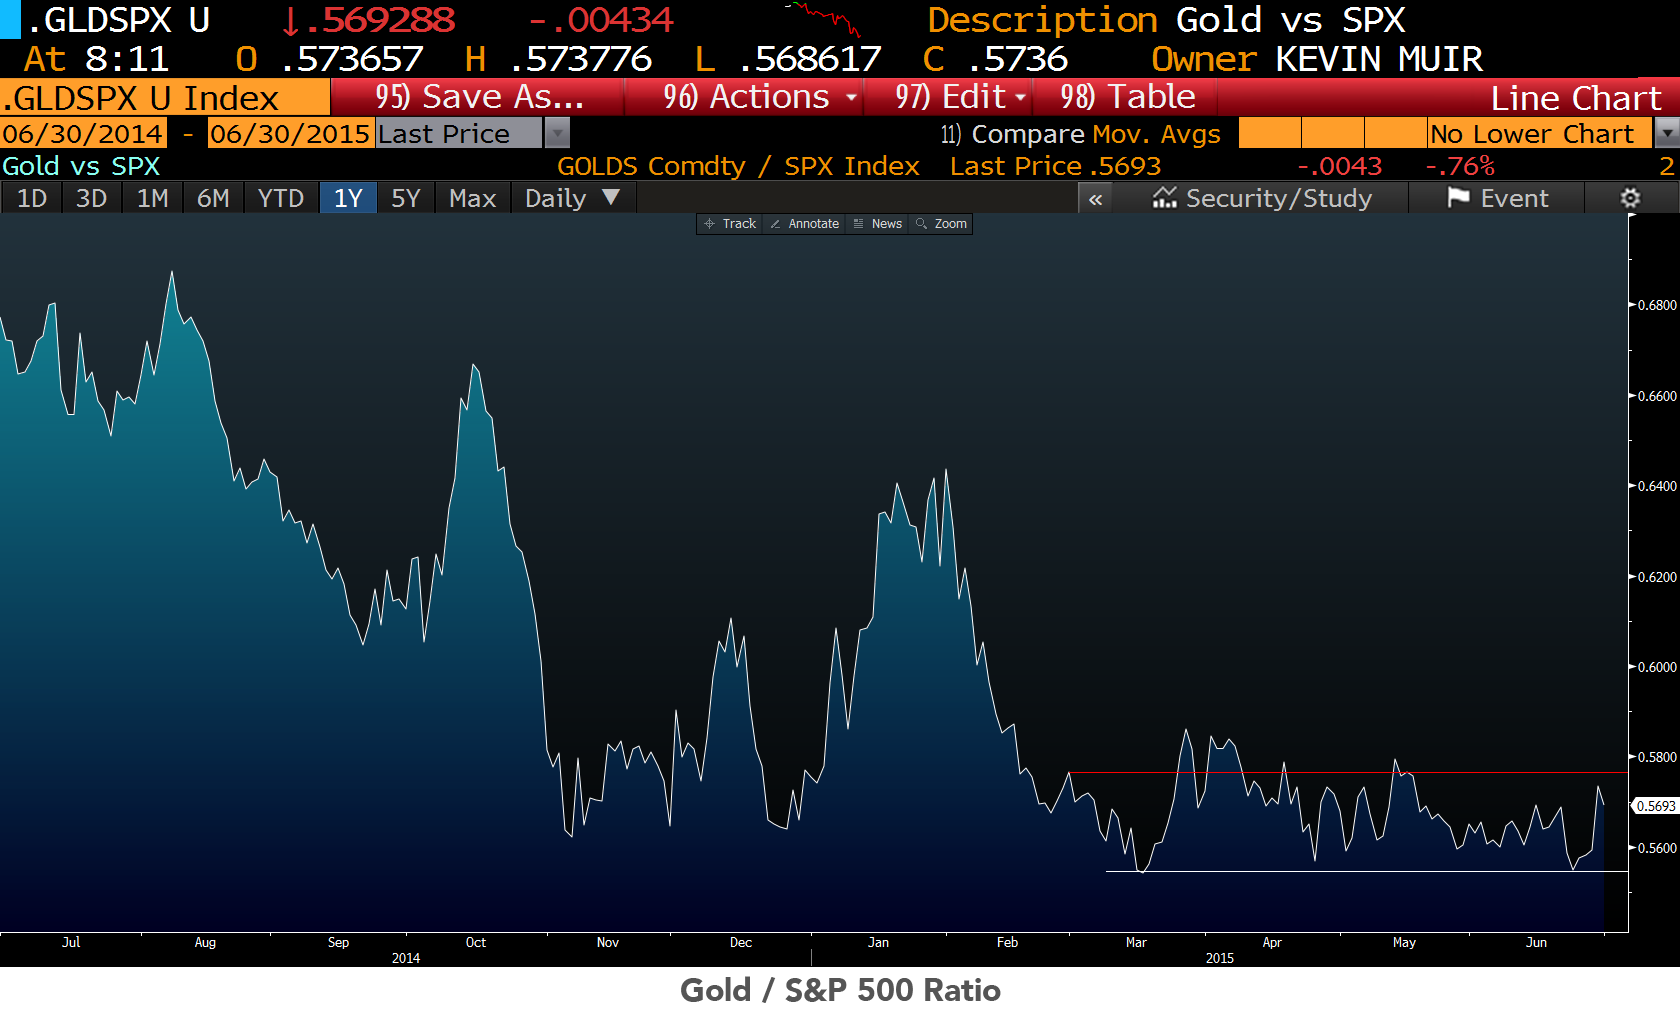 .GLDSPX U ↓.569288 -.00434 Description Gold vs SPX
At 8:11 O .573657 H .573776 L .568617 C .5736 Owner KEVIN MUIR
.GLDSPX U Index 95) Save As... 96) Actions 97) Edit 98) Table Line Chart
06/30/2014 - 06/30/2015 Last Price 11) Compare Mov. Avgs No Lower Chart
Gold vs SPX GOLDS Comdty / SPX Index Last Price .5693 -.0043 -.76% 2
1D 3D 1M 6M YTD 1Y 5Y Max Daily ▼ « Security/Study Event
Track Annotate News Zoom
0.6800
0.6600
0.6400
0.6200
0.6000
0.5800
0.5693
0.5600
Jul Aug Sep Oct Nov Dec Jan Feb Mar Apr May Jun
2014 2015
Gold / S&P 500 Ratio